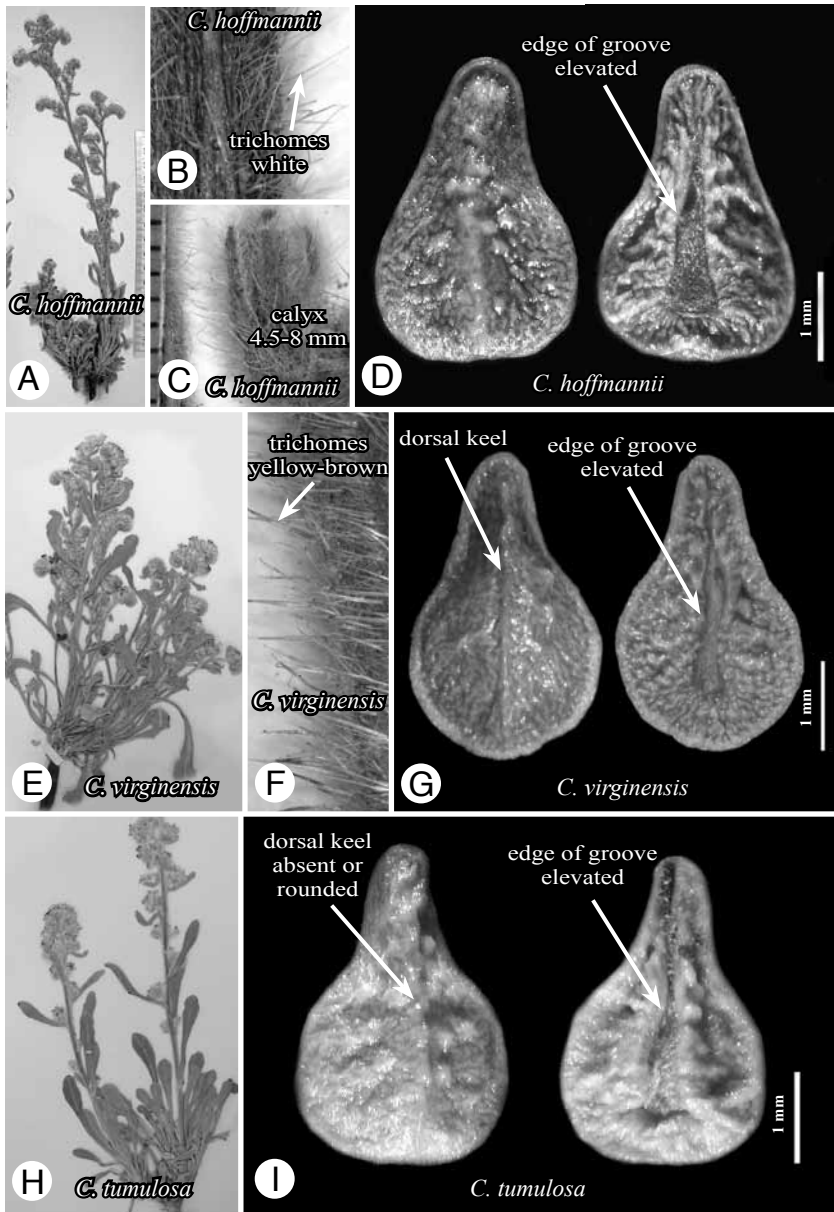 C. hoffmannii
A
C. hoffmannii
trichomes
white
B
calyx
4.5-8 mm
C. hoffmannii
C
edge of groove
elevated
1 mm
D
C. hoffmannii
E
C. virginensis
trichomes
yellow-brown
C. virginensis
F
dorsal keel
edge of groove
elevated
1 mm
G
C. virginensis
H
C. tumulosa
dorsal keel
absent or
rounded
edge of groove
elevated
1 mm
I
C. tumulosa